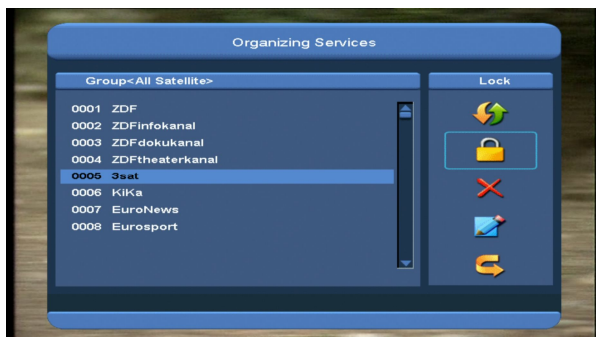 Organizing Services
Group<All Satellite>
Lock
0001 ZDF
0002 ZDFinfokanal
0003 ZDFdokukanal
0004 ZDFtheaterkanal
0005 3sat
0006 KiKa
0007 EuroNews
0008 Eurosport